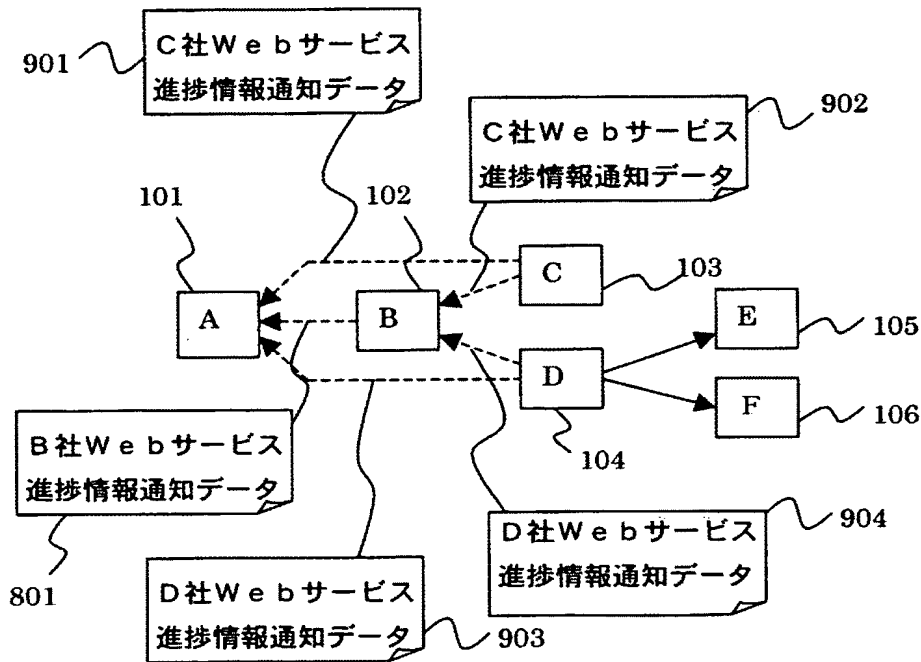 901
C社Webサービス
進捗情報通知データ
C社Webサービス
進捗情報通知データ
902
101
102
A
B
C
103
D
104
E
105
F
106
B社Webサービス
進捗情報通知データ
801
D社Webサービス
進捗情報通知データ
903
D社Webサービス
進捗情報通知データ
904